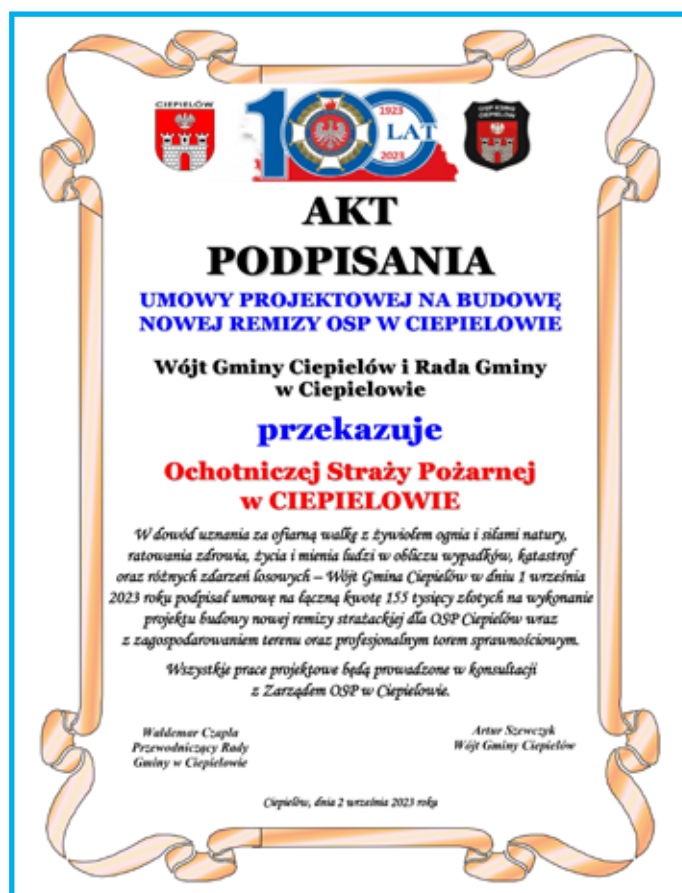 CIEPIELÓW
100
1923
LAT
2023
OSP KSRG
CIEPIELÓW
AKT
PODPISANIA
UMOWY PROJEKTOWEJ NA BUDOWĘ
NOWEJ REMIZY OSP W CIEPIELOWIE
Wójt Gminy Ciepielów i Rada Gminy
w Ciepielowie
przekazuje
Ochotniczej Straży Pożarnej
w CIEPIELOWIE
W dowód uznania za ofiarną walkę z żywiołem ognia i siłami natury,
ratowania zdrowia, życia i mienia ludzi w obliczu wypadków, katastrof
oraz różnych zdarzeń losowych – Wójt Gmina Ciepielów w dniu 1 września
2023 roku podpisał umowę na łączną kwotę 155 tysięcy złotych na wykonanie
projektu budowy nowej remizy strażackiej dla OSP Ciepielów wraz
z zagospodarowaniem terenu oraz profesjonalnym torem sprawnościowym.
Wszystkie prace projektowe będą prowadzone w konsultacji
z Zarządem OSP w Ciepielowie.
Waldemar Czapla
Przewodniczący Rady
Gminy w Ciepielowie
Artur Szewczyk
Wójt Gminy Ciepielów
Ciepielów, dnia 2 września 2023 roku